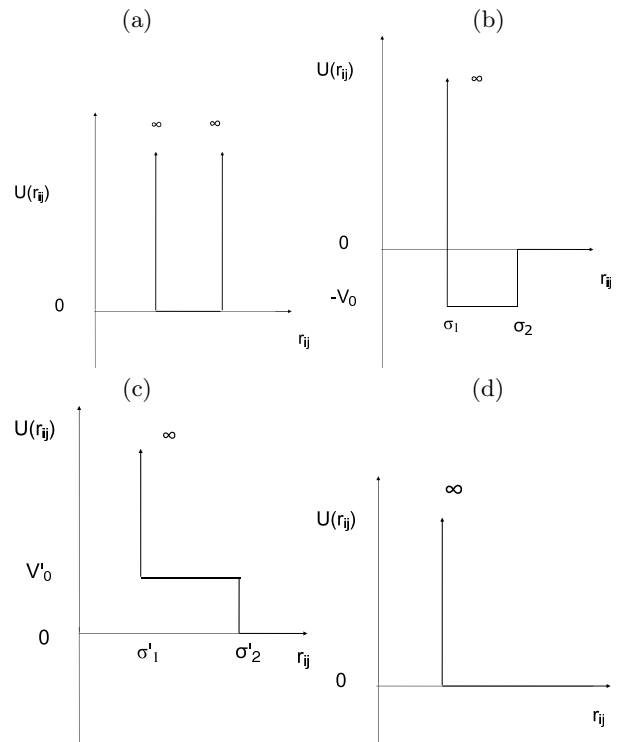 (a)
∞ ∞
U(rij)
0
rij
(b)
U(rij)
∞
0
rij
-V0
σ1 σ2
(c)
U(rij)
∞
V'0
0
σ'1 σ'2 rij
(d)
∞
U(rij)
0
rij